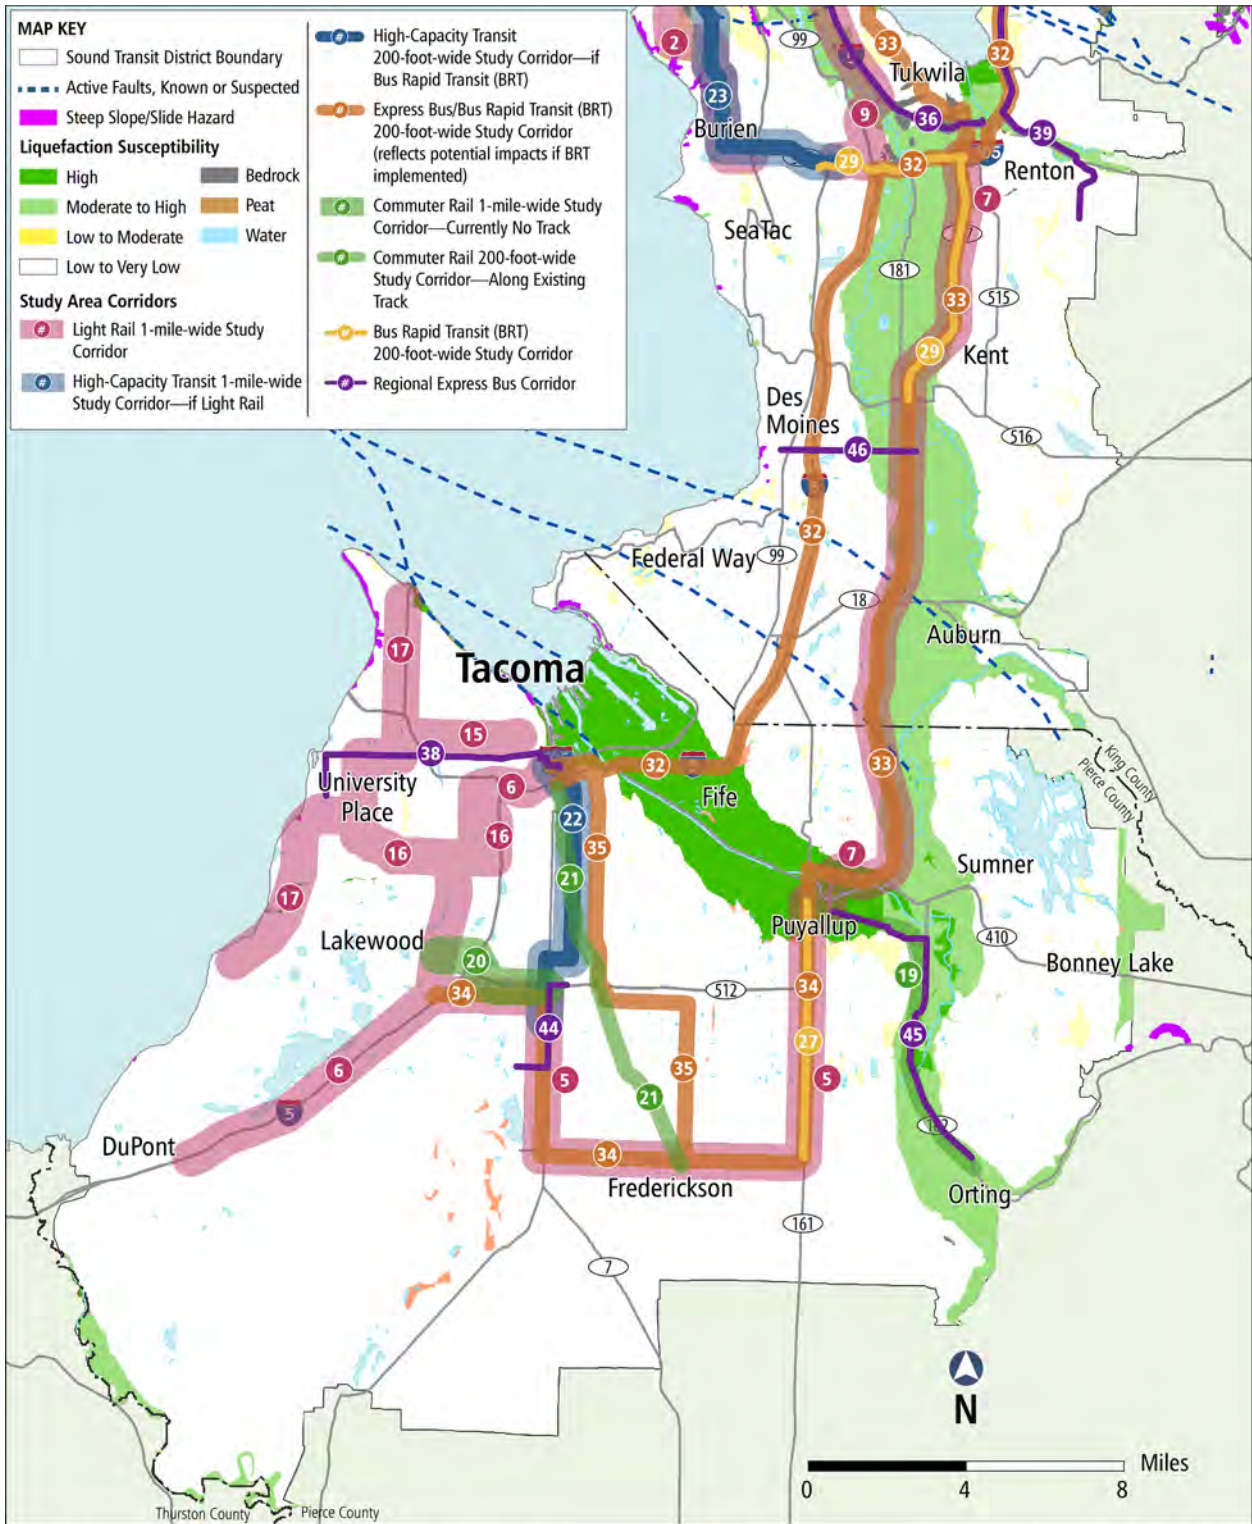 MAP KEY
Sound Transit District Boundary
Active Faults, Known or Suspected
Steep Slope/Slide Hazard
Liquefaction Susceptibility
High
Bedrock
Moderate to High
Peat
Low to Moderate
Water
Low to Very Low
Study Area Corridors
# Light Rail 1-mile-wide Study
Corridor
# High-Capacity Transit 1-mile-wide
Study Corridor—if Light Rail
# High-Capacity Transit
200-foot-wide Study Corridor—if
Bus Rapid Transit (BRT)
# Express Bus/Bus Rapid Transit (BRT)
200-foot-wide Study Corridor
(reflects potential impacts if BRT
implemented)
# Commuter Rail 1-mile-wide Study
Corridor—Currently No Track
# Commuter Rail 200-foot-wide
Study Corridor—Along Existing
Track
# Bus Rapid Transit (BRT)
200-foot-wide Study Corridor
# Regional Express Bus Corridor
2
99
33
32
Tukwila
23
9
36
39
Burien
29
32
Renton
7
SeaTac
181
33
515
29
Kent
Des
Moines
46
516
32
99
Federal Way
18
Auburn
17
Tacoma
15
38
32
33
King County
Pierce County
University
Place
6
Fife
22
16
35
16
7
Sumner
21
17
Puyallup
Lakewood
410
20
Bonney Lake
19
34
512
34
44
27
45
6
5
35
5
5
21
DuPont
34
Frederickson
Orting
161
7
N
Miles
0
4
8
Thurston County
Pierce County